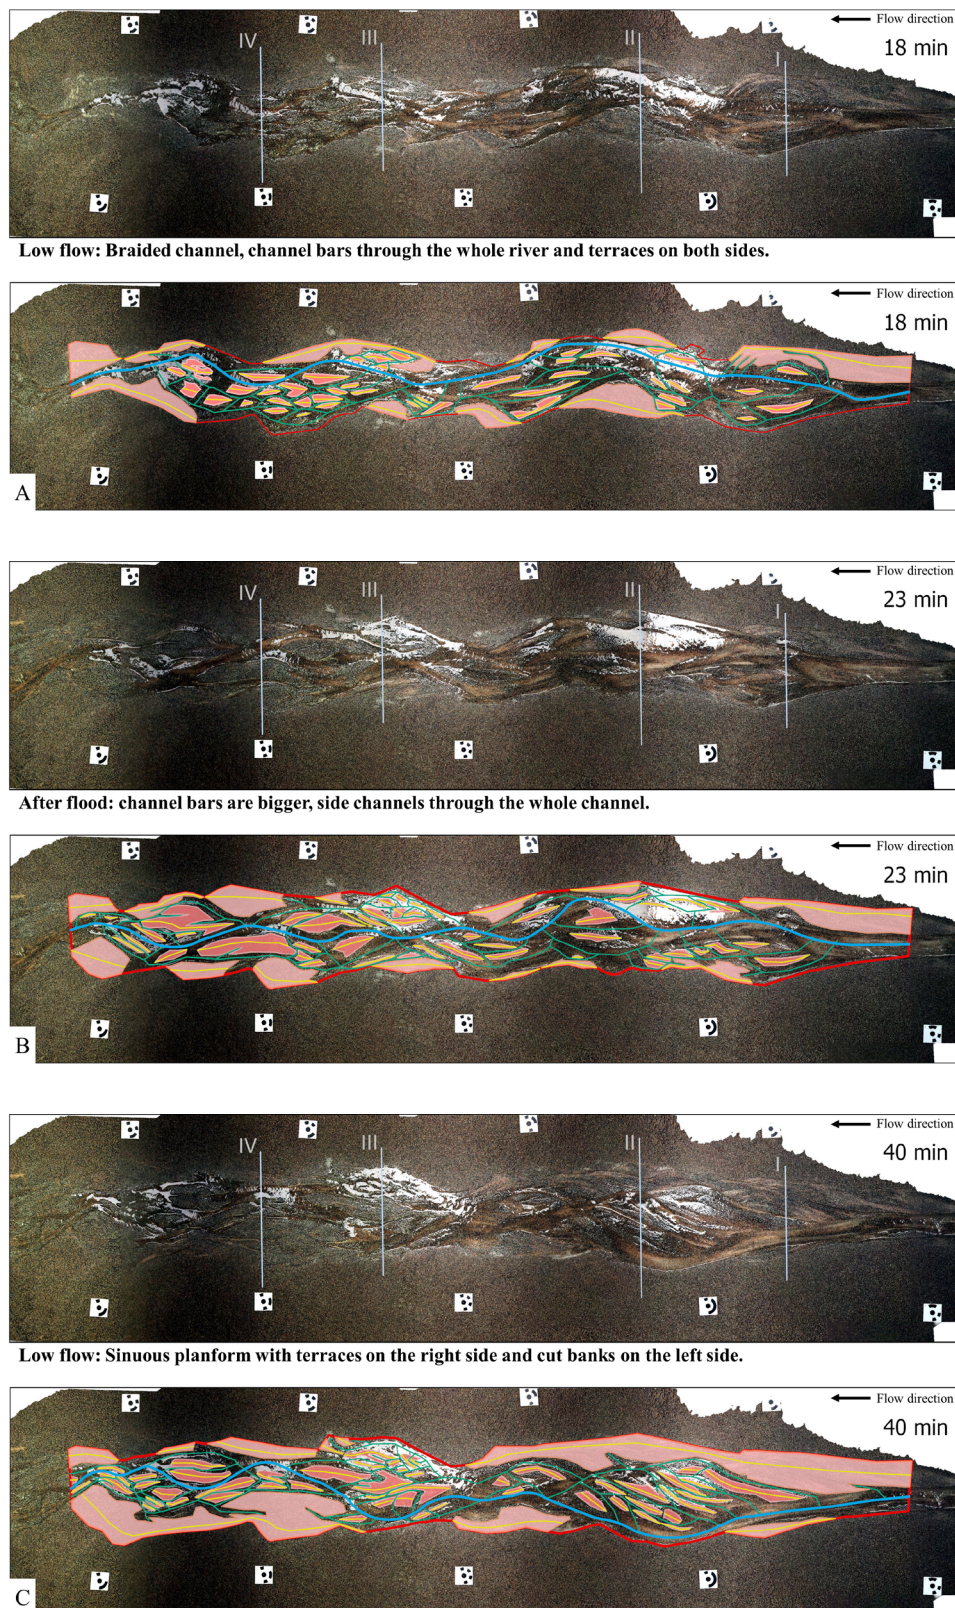 Flow direction
18 min
IV
III
II
I
Low flow: Braided channel, channel bars through the whole river and terraces on both sides.
Flow direction
18 min
A
Flow direction
23 min
IV
III
II
I
After flood: channel bars are bigger, side channels through the whole channel.
Flow direction
23 min
B
Flow direction
40 min
IV
III
II
I
Low flow: Sinuous planform with terraces on the right side and cut banks on the left side.
Flow direction
40 min
C